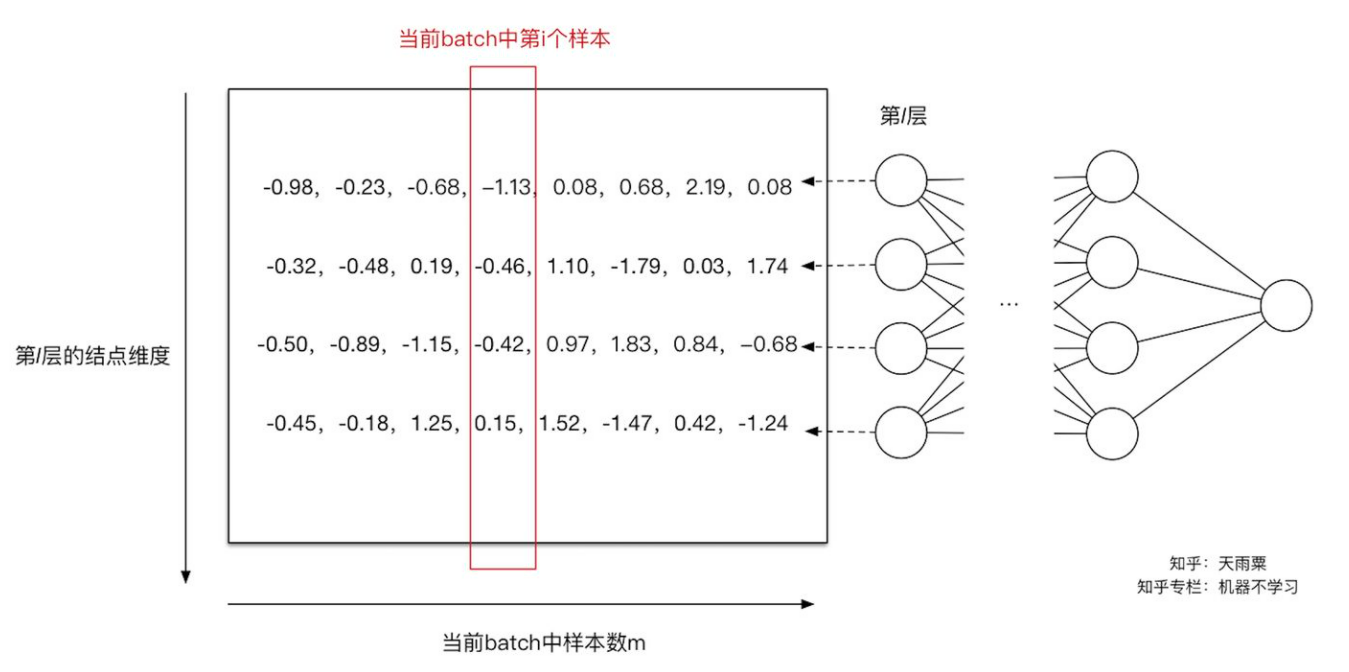 当前batch中第i个样本
第l层
-0.98, -0.23, -0.68, –1.13, 0.08, 0.68, 2.19, 0.08
-0.32, -0.48, 0.19, -0.46, 1.10, -1.79, 0.03, 1.74
...
第l层的结点维度
-0.50, -0.89, -1.15, -0.42, 0.97, 1.83, 0.84, –0.68
-0.45, -0.18, 1.25, 0.15, 1.52, -1.47, 0.42, -1.24
知乎：天雨粟
知乎专栏：机器不学习
当前batch中样本数m